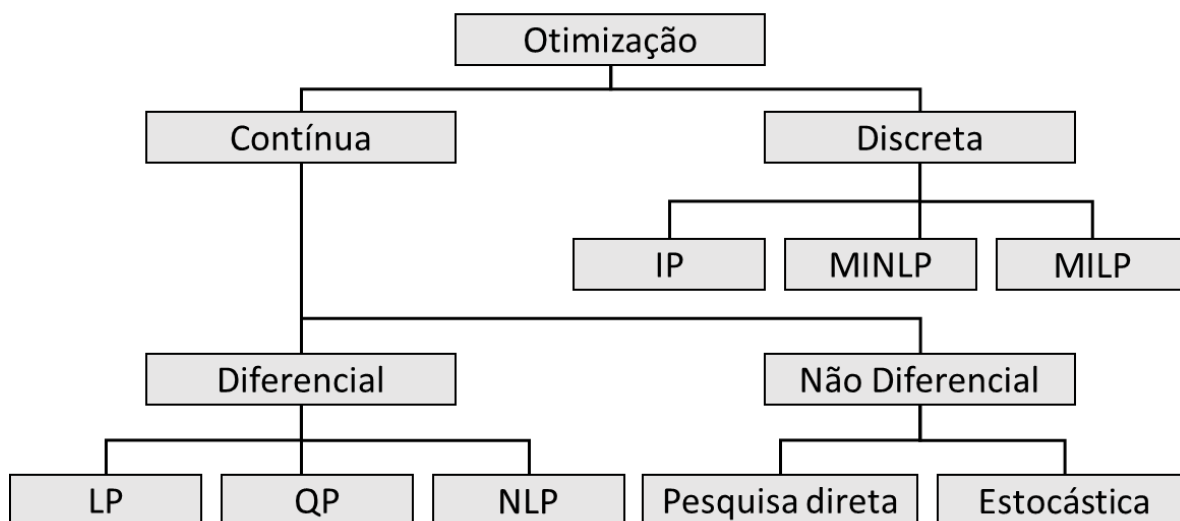 Otimização
Contínua
Discreta
IP
MINLP
MILP
Diferencial
Não Diferencial
LP
QP
NLP
Pesquisa direta
Estocástica